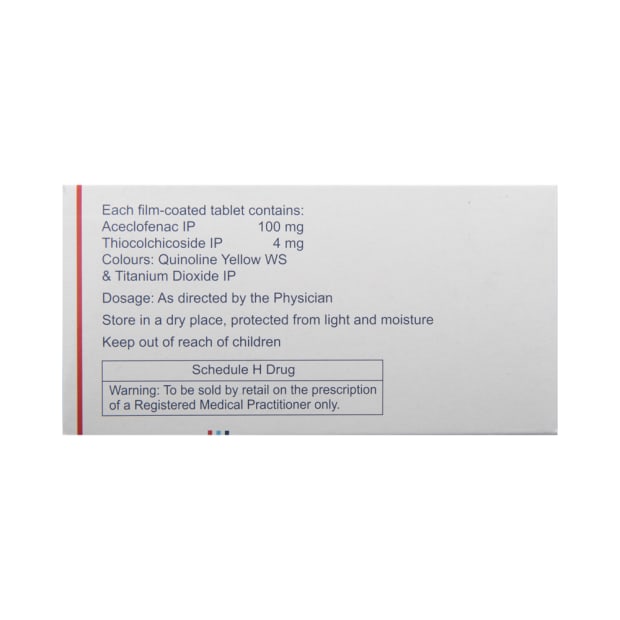 Each film-coated tablet contains:
Aceclofenac IP 100 mg
Thiocolchicoside IP 4 mg
Colours: Quinoline Yellow WS
& Titanium Dioxide IP
Dosage: As directed by the Physician
Store in a dry place, protected from light and moisture
Keep out of reach of children
Schedule H Drug
Warning: To be sold by retail on the prescription
of a Registered Medical Practitioner only.